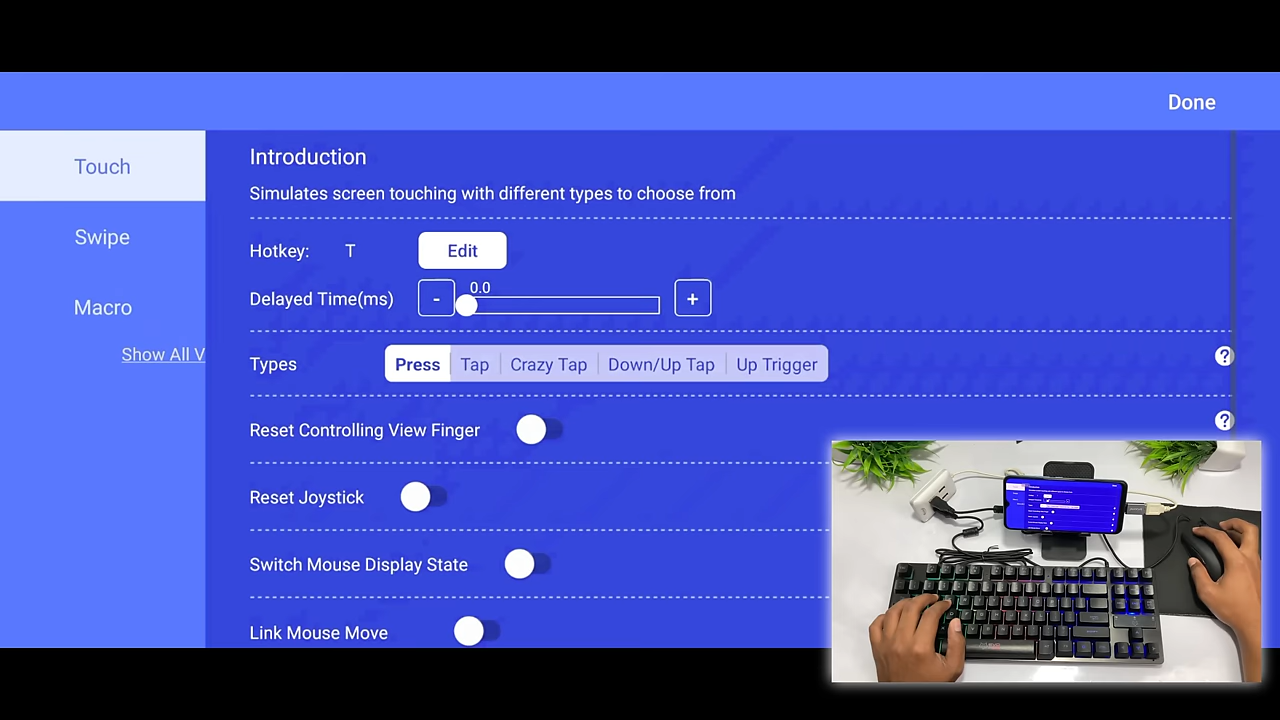 Done
Touch
Swipe
Macro
Show All V
Introduction
Simulates screen touching with different types to choose from
Hotkey: T Edit
Delayed Time(ms) - 0.0 +
Types Press Tap Crazy Tap Down/Up Tap Up Trigger ?
Reset Controlling View Finger ?
Reset Joystick
Switch Mouse Display State
Link Mouse Move